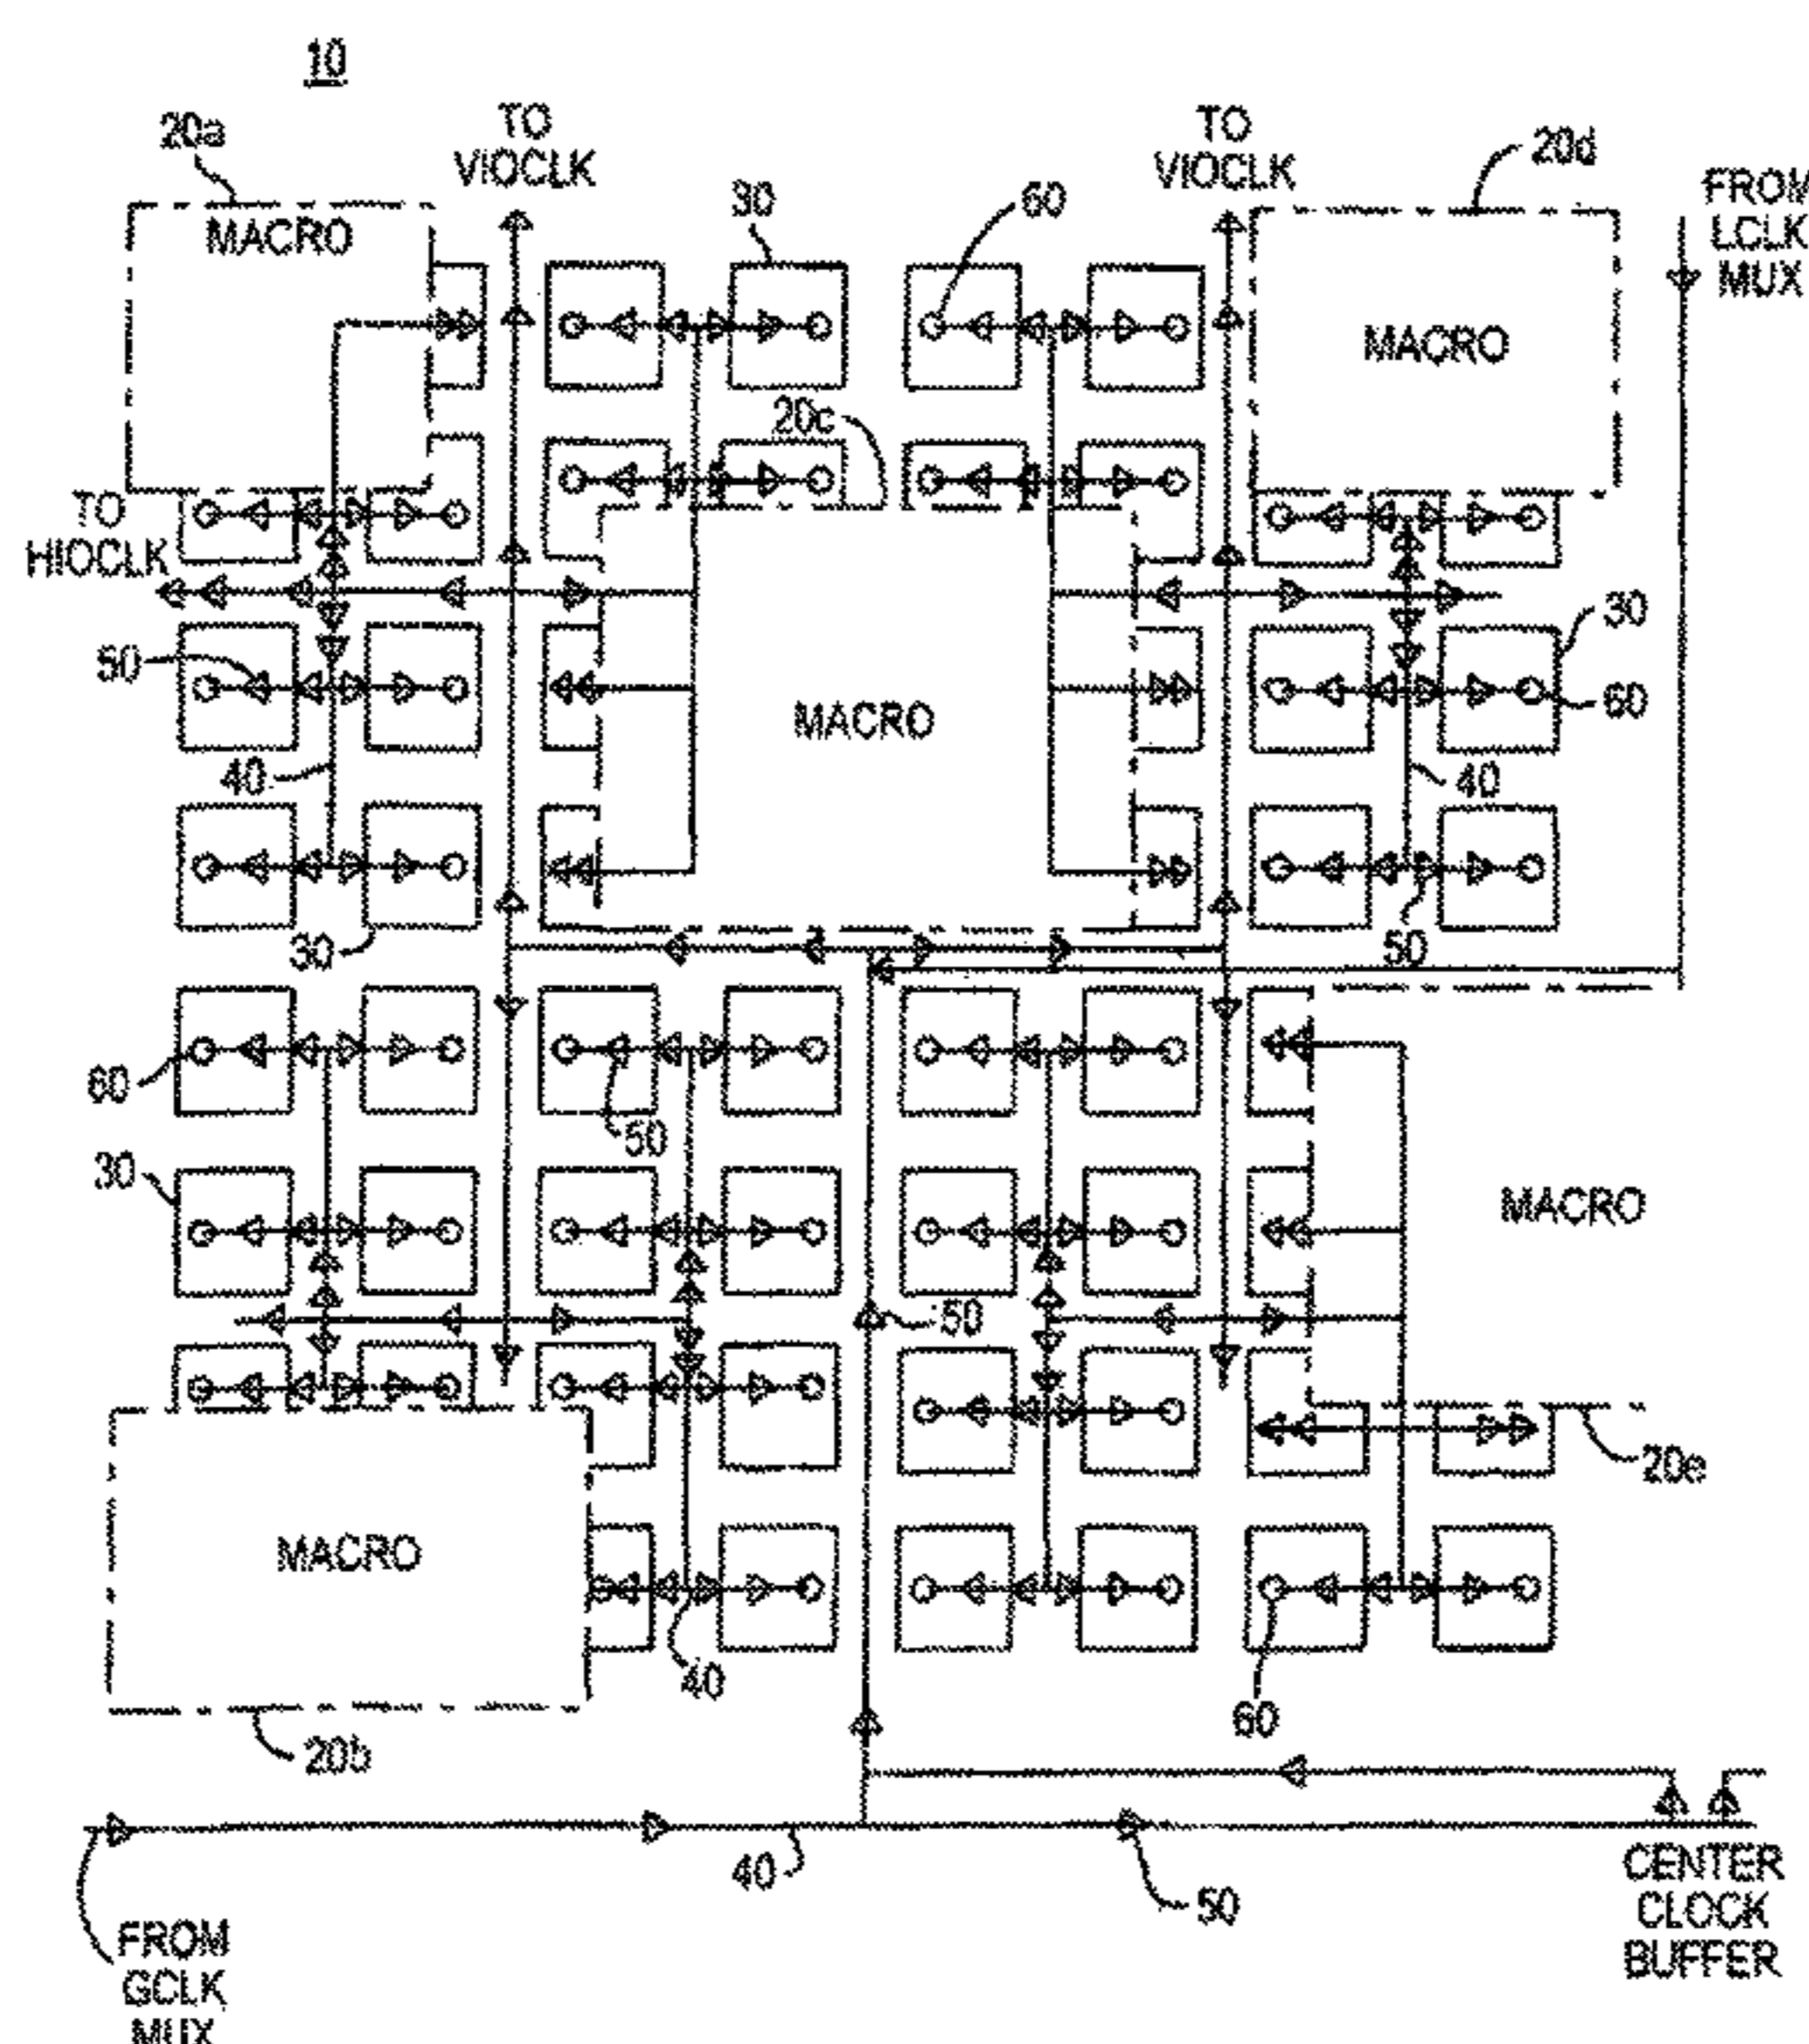 10
20a
TO
VIOCLK
TO
VIOCLK
20d
FROM
LCLK
MUX
MACRO
30
60
MACRO
20c
TO
HIOCLK
50
30
60
MACRO
40
40
30
50
60
50
30
MACRO
50
20e
MACRO
40
60
20b
40
50
CENTER
CLOCK
BUFFER
FROM
GCLK
MUX